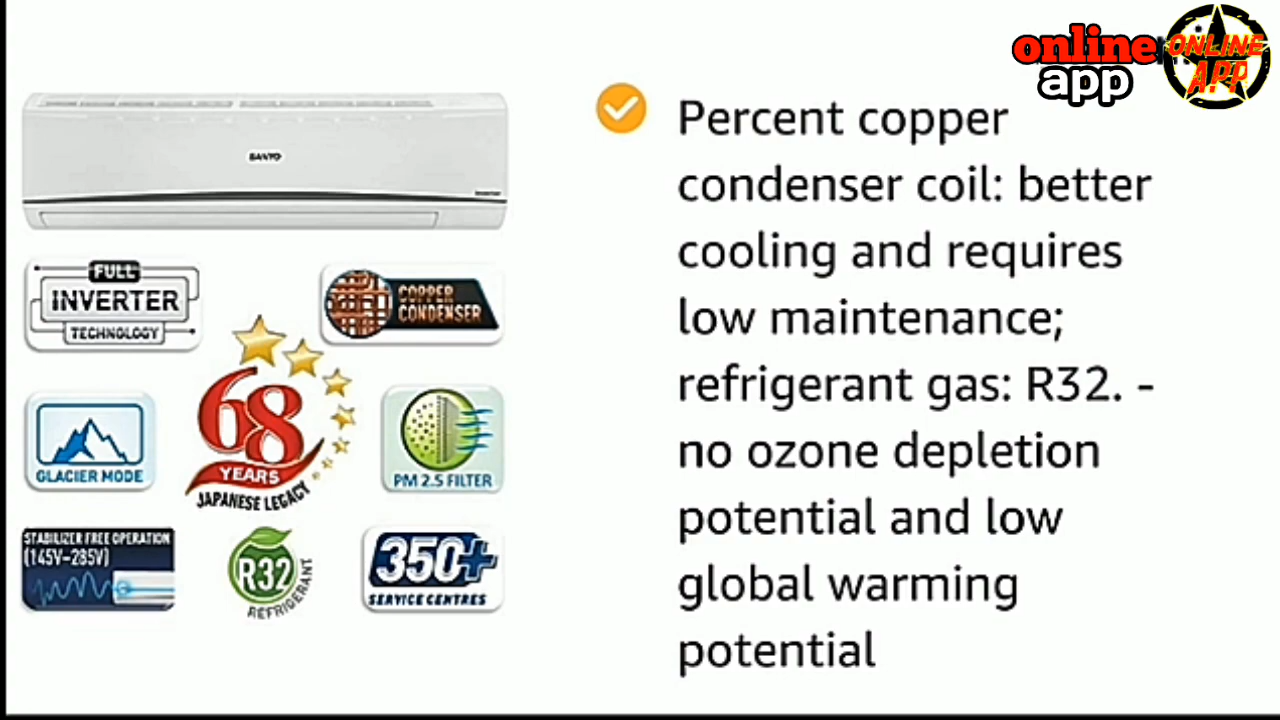 online
app
ONLINE
APP
SANYO
Percent copper
condenser coil: better
cooling and requires
low maintenance;
refrigerant gas: R32. -
no ozone depletion
potential and low
global warming
potential
FULL
INVERTER
TECHNOLOGY
COPPER
CONDENSER
68
YEARS
JAPANESE LEGACY
GLACIER MODE
PM 2.5 FILTER
STABILIZER FREE OPERATION
(145V-285V)
R32
REFRIGERANT
350+
SERVICE CENTRES